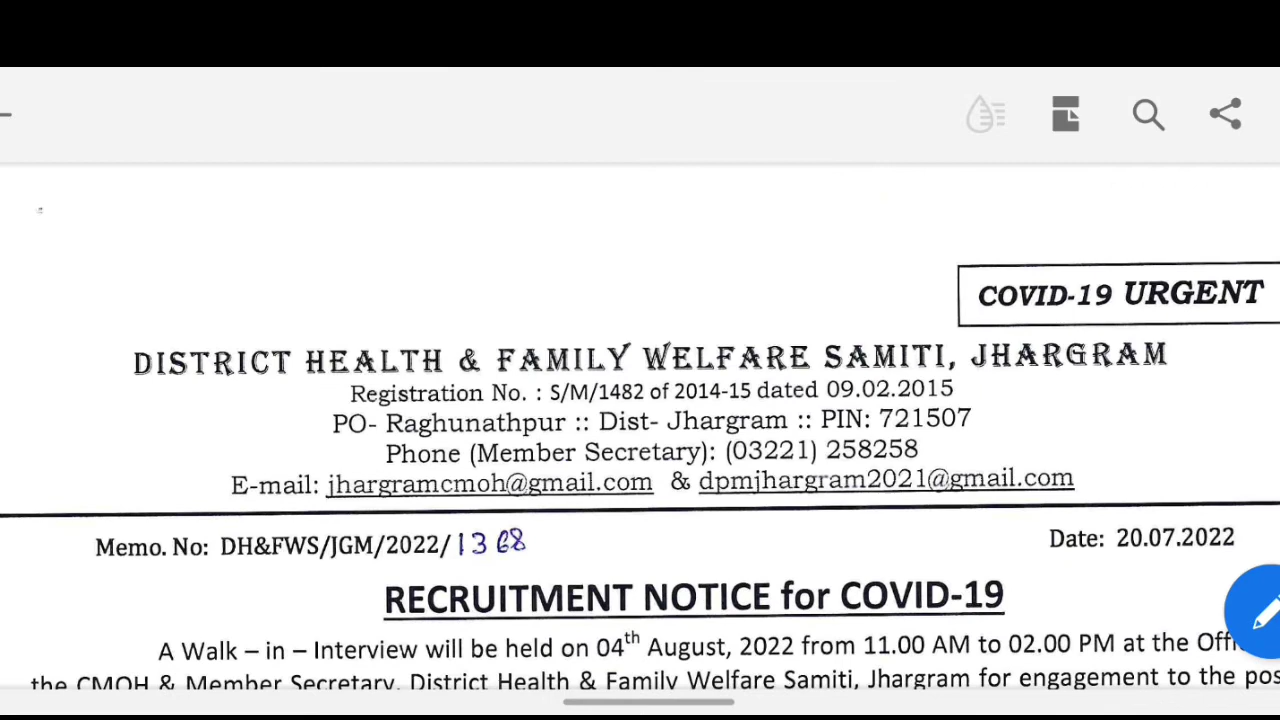 COVID-19 URGENT
DISTRICT HEALTH & FAMILY WELFARE SAMITI, JHARGRAM
Registration No. : S/M/1482 of 2014-15 dated 09.02.2015
PO- Raghunathpur :: Dist- Jhargram :: PIN: 721507
Phone (Member Secretary): (03221) 258258
E-mail: jhargramcmoh@gmail.com & dpmjhargram2021@gmail.com
Memo. No: DH&FWS/JGM/2022/1368 Date: 20.07.2022
RECRUITMENT NOTICE for COVID-19
A Walk – in – Interview will be held on 04th August, 2022 from 11.00 AM to 02.00 PM at the
the CMOH & Member Secretary, District Health & Family Welfare Samiti, Jhargram for engagement to the